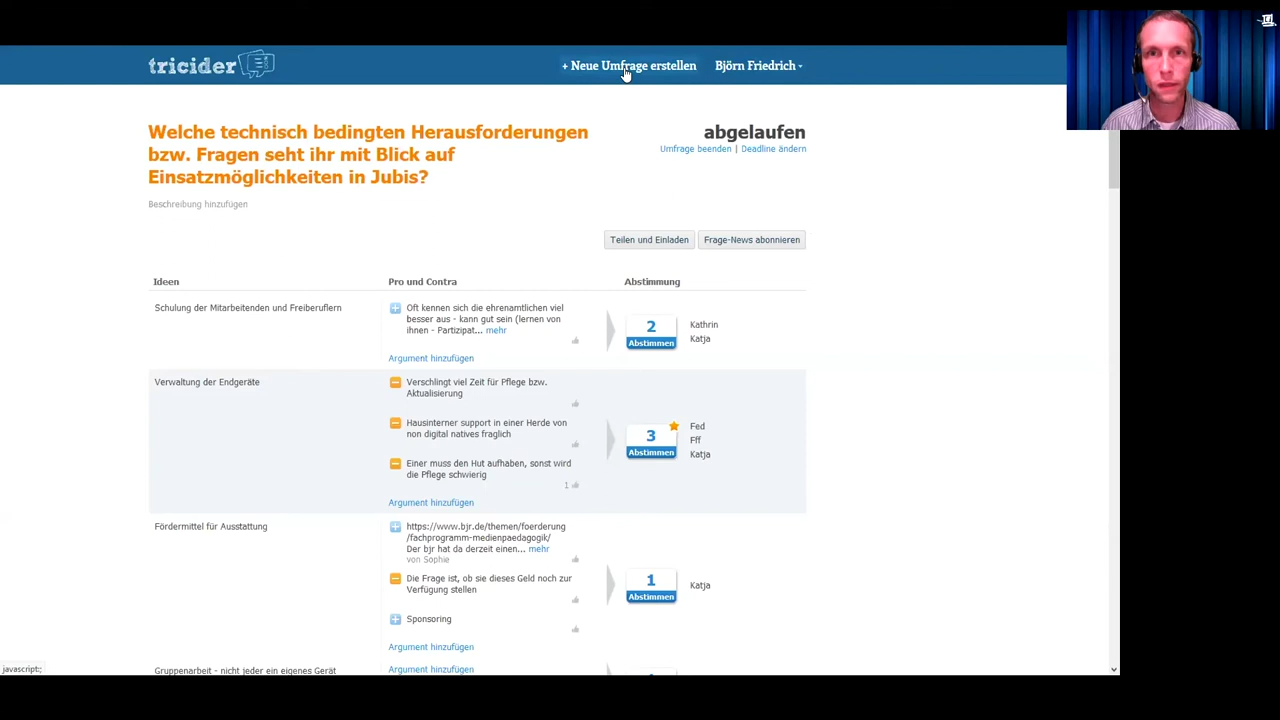 tricider
+ Neue Umfrage erstellen
Björn Friedrich
Welche technisch bedingten Herausforderungen
bzw. Fragen seht ihr mit Blick auf
Einsatzmöglichkeiten in Jubis?
abgelaufen
Umfrage beenden | Deadline ändern
Beschreibung hinzufügen
Teilen und Einladen
Frage-News abonnieren
Ideen
Pro und Contra
Abstimmung
Schulung der Mitarbeitenden und Freiberuflern
Oft kennen sich die ehrenamtlichen viel
besser aus - kann gut sein (lernen von
ihnen - Partizipat... mehr
Argument hinzufügen
2
Abstimmen
Kathrin
Katja
Verwaltung der Endgeräte
Verschlingt viel Zeit für Pflege bzw.
Aktualisierung
Hausinterner support in einer Herde von
non digital natives fraglich
Einer muss den Hut aufhaben, sonst wird
die Pflege schwierig
1
Argument hinzufügen
3
Abstimmen
Fed
Fff
Katja
Fördermittel für Ausstattung
https://www.bjr.de/themen/foerderung
/fachprogramm-medienpaedagogik/
Der bjr hat da derzeit einen... mehr
von Sophie
Die Frage ist, ob sie dieses Geld noch zur
Verfügung stellen
Sponsoring
Argument hinzufügen
1
Abstimmen
Katja
Gruppenarbeit - nicht jeder ein eigenes Gerät
Argument hinzufügen
javascript:;